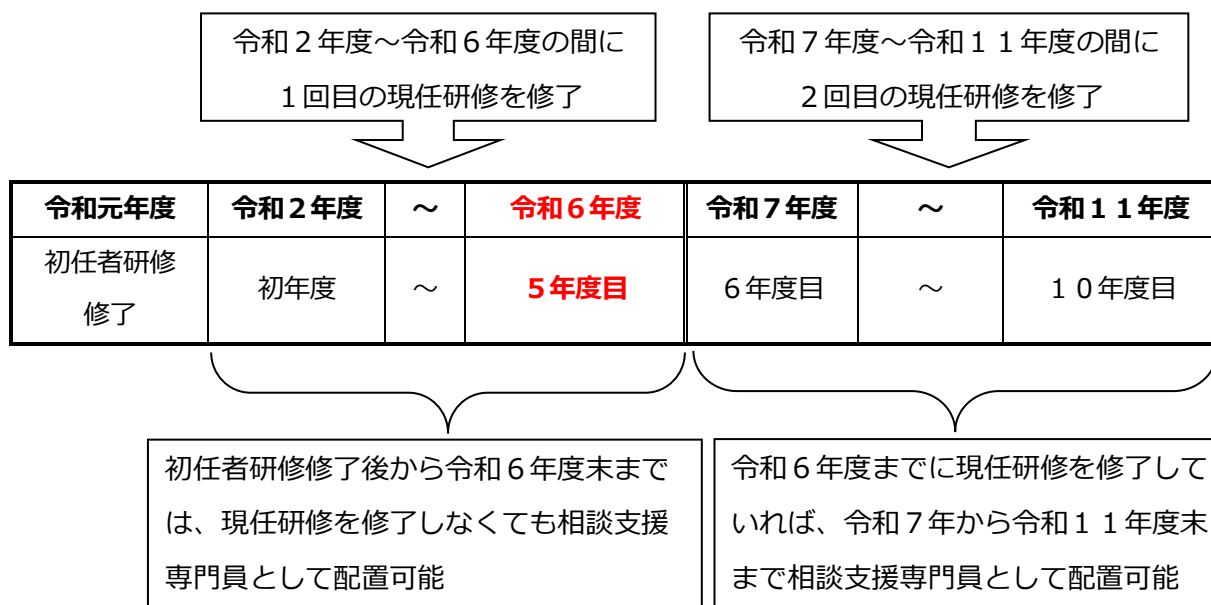 令和２年度～令和６年度の間に
１回目の現任研修を修了
令和７年度～令和１１年度の間に
２回目の現任研修を修了
令和元年度 令和２年度 ～ 令和６年度 令和７年度 ～ 令和１１年度
初任者研修
修了
初年度 ～ ５年度目 ６年度目 ～ １０年度目
初任者研修修了後から令和６年度末まで
は、現任研修を修了しなくても相談支援
専門員として配置可能
令和６年度までに現任研修を修了して
いれば、令和７年から令和１１年度末
まで相談支援専門員として配置可能